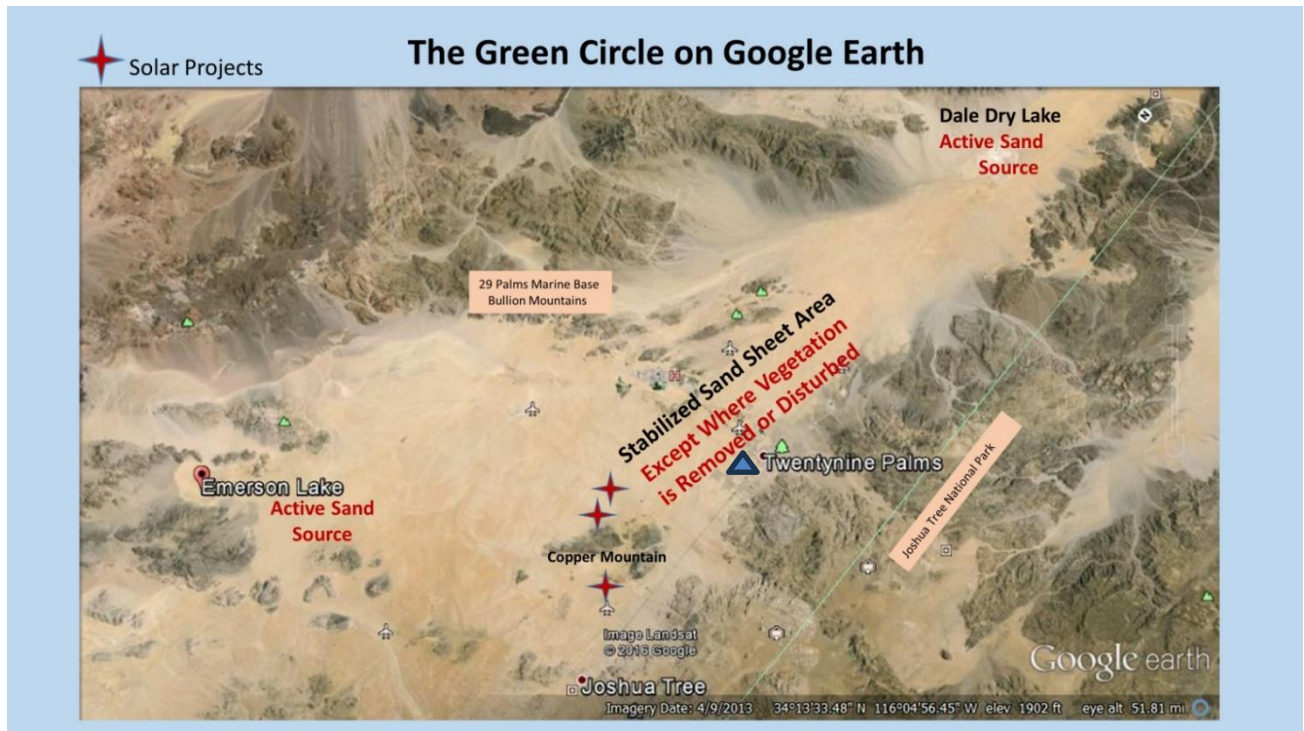 The Green Circle on Google Earth
Solar Projects
Dale Dry Lake
Active Sand
Source
N
29 Palms Marine Base
Bullion Mountains
Stabilized Sand Sheet Area
Except Where Vegetation
is Removed or Disturbed
H
Twentynine Palms
Emerson Lake
Active Sand
Source
Joshua Tree National Park
Copper Mountain
Image Landsat
© 2016 Google
Google earth
Joshua Tree
Imagery Date: 4/9/2013 34°13'33.48" N 116°04'56.45" W elev 1902 ft eye alt 51.81 mi